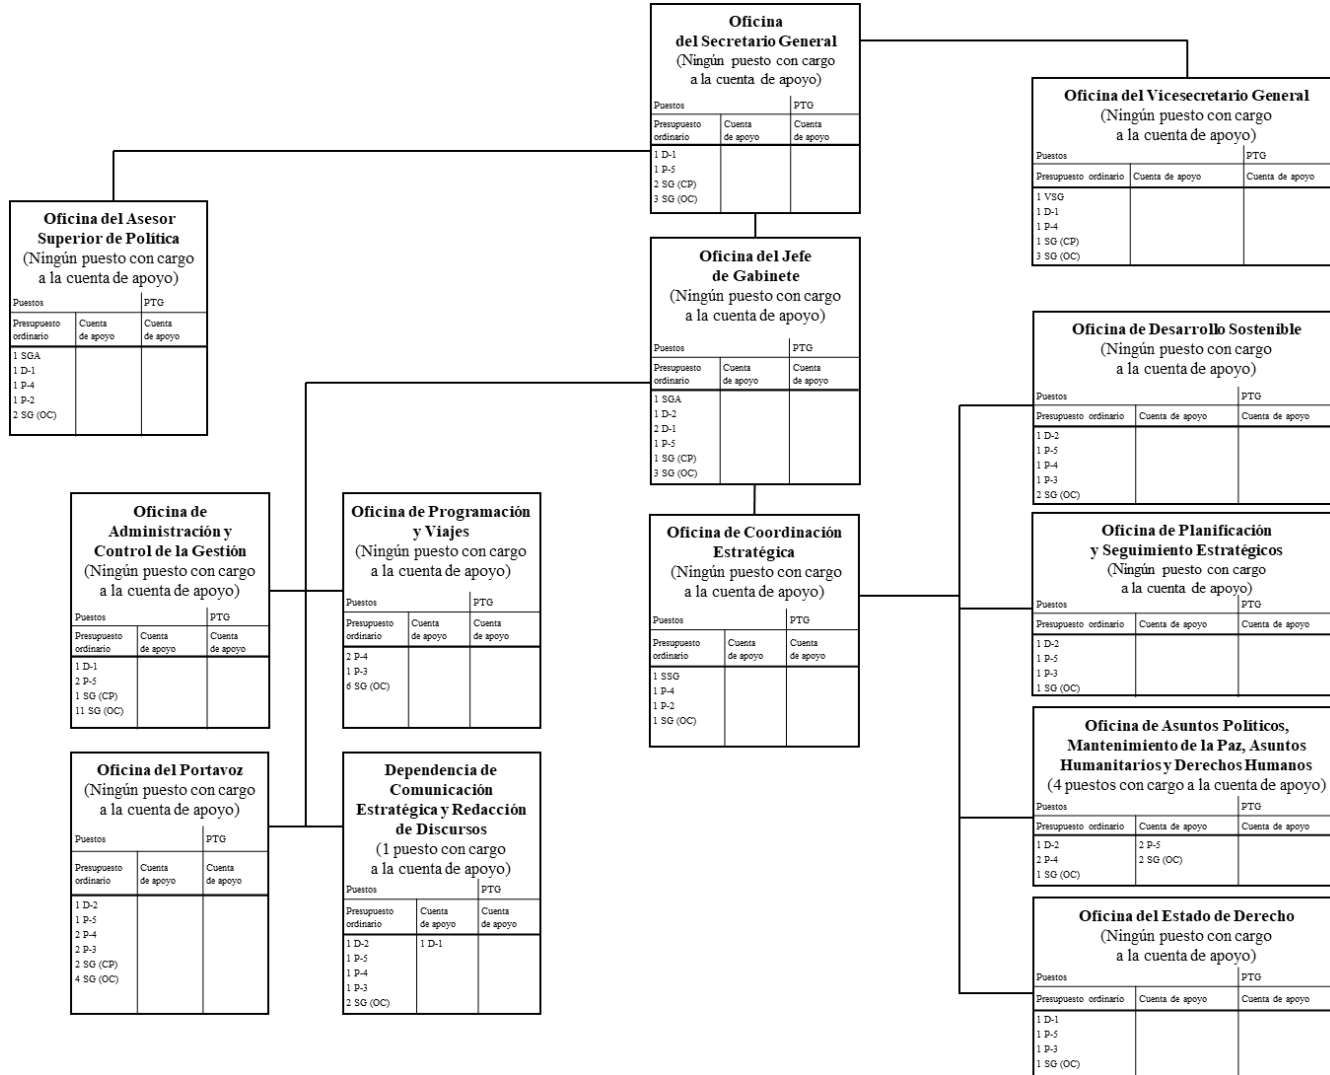 Oficina
del Secretario General
(Ningún puesto con cargo
a la cuenta de apoyo)
Puestos PTG
Presupuesto ordinario Cuenta de apoyo Cuenta de apoyo
1 D-1
1 P-5
2 SG (CP)
3 SG (OC)
Oficina del Vicesecretario General
(Ningún puesto con cargo
a la cuenta de apoyo)
Puestos PTG
Presupuesto ordinario Cuenta de apoyo Cuenta de apoyo
1 VSG
1 D-1
1 P-4
1 SG (CP)
3 SG (OC)
Oficina del Asesor
Superior de Política
(Ningún puesto con cargo
a la cuenta de apoyo)
Puestos PTG
Presupuesto ordinario Cuenta de apoyo Cuenta de apoyo
1 SGA
1 D-1
1 P-4
1 P-2
2 SG (OC)
Oficina del Jefe
de Gabinete
(Ningún puesto con cargo
a la cuenta de apoyo)
Puestos PTG
Presupuesto ordinario Cuenta de apoyo Cuenta de apoyo
1 SGA
1 D-2
2 D-1
1 P-5
1 SG (CP)
3 SG (OC)
Oficina de Desarrollo Sostenible
(Ningún puesto con cargo
a la cuenta de apoyo)
Puestos PTG
Presupuesto ordinario Cuenta de apoyo Cuenta de apoyo
1 D-2
1 P-5
1 P-4
1 P-3
2 SG (OC)
Oficina de
Administración y
Control de la Gestión
(Ningún puesto con cargo
a la cuenta de apoyo)
Puestos PTG
Presupuesto ordinario Cuenta de apoyo Cuenta de apoyo
1 D-1
2 P-5
1 SG (CP)
11 SG (OC)
Oficina de Programación
y Viajes
(Ningún puesto con cargo
a la cuenta de apoyo)
Puestos PTG
Presupuesto ordinario Cuenta de apoyo Cuenta de apoyo
2 P-4
1 P-3
6 SG (OC)
Oficina de Coordinación
Estratégica
(Ningún puesto con cargo
a la cuenta de apoyo)
Puestos PTG
Presupuesto ordinario Cuenta de apoyo Cuenta de apoyo
1 SSG
1 P-4
1 P-2
1 SG (OC)
Oficina de Planificación
y Seguimiento Estratégicos
(Ningún puesto con cargo
a la cuenta de apoyo)
Puestos PTG
Presupuesto ordinario Cuenta de apoyo Cuenta de apoyo
1 D-2
1 P-5
1 P-3
1 SG (OC)
Oficina de Asuntos Políticos,
Mantenimiento de la Paz, Asuntos
Humanitarios y Derechos Humanos
(4 puestos con cargo a la cuenta de apoyo)
Puestos PTG
Presupuesto ordinario Cuenta de apoyo Cuenta de apoyo
1 D-2 2 P-5
2 P-4 2 SG (OC)
1 SG (OC)
Oficina del Portavoz
(Ningún puesto con cargo
a la cuenta de apoyo)
Puestos PTG
Presupuesto ordinario Cuenta de apoyo Cuenta de apoyo
1 D-2
1 P-5
2 P-4
2 P-3
2 SG (CP)
4 SG (OC)
Dependencia de
Comunicación
Estratégica y Redacción
de Discursos
(1 puesto con cargo
a la cuenta de apoyo)
Puestos PTG
Presupuesto ordinario Cuenta de apoyo Cuenta de apoyo
1 D-2 1 D-1
1 P-5
1 P-4
1 P-3
2 SG (OC)
Oficina del Estado de Derecho
(Ningún puesto con cargo
a la cuenta de apoyo)
Puestos PTG
Presupuesto ordinario Cuenta de apoyo Cuenta de apoyo
1 D-1
1 P-5
1 P-3
1 SG (OC)